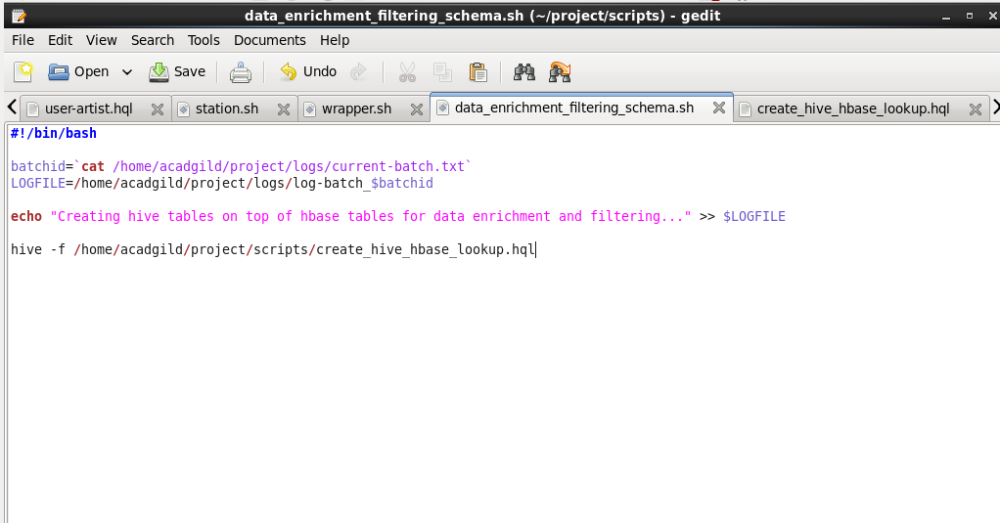 data_enrichment_filtering_schema.sh (~/project/scripts) - gedit
File Edit View Search Tools Documents Help
Open Save Undo
user-artist.hql station.sh wrapper.sh data_enrichment_filtering_schema.sh create_hive_hbase_lookup.hql
#!/bin/bash
batchid=`cat /home/acadgild/project/logs/current-batch.txt`
LOGFILE=/home/acadgild/project/logs/log-batch_$batchid
echo "Creating hive tables on top of hbase tables for data enrichment and filtering..." >> $LOGFILE
hive -f /home/acadgild/project/scripts/create_hive_hbase_lookup.hql